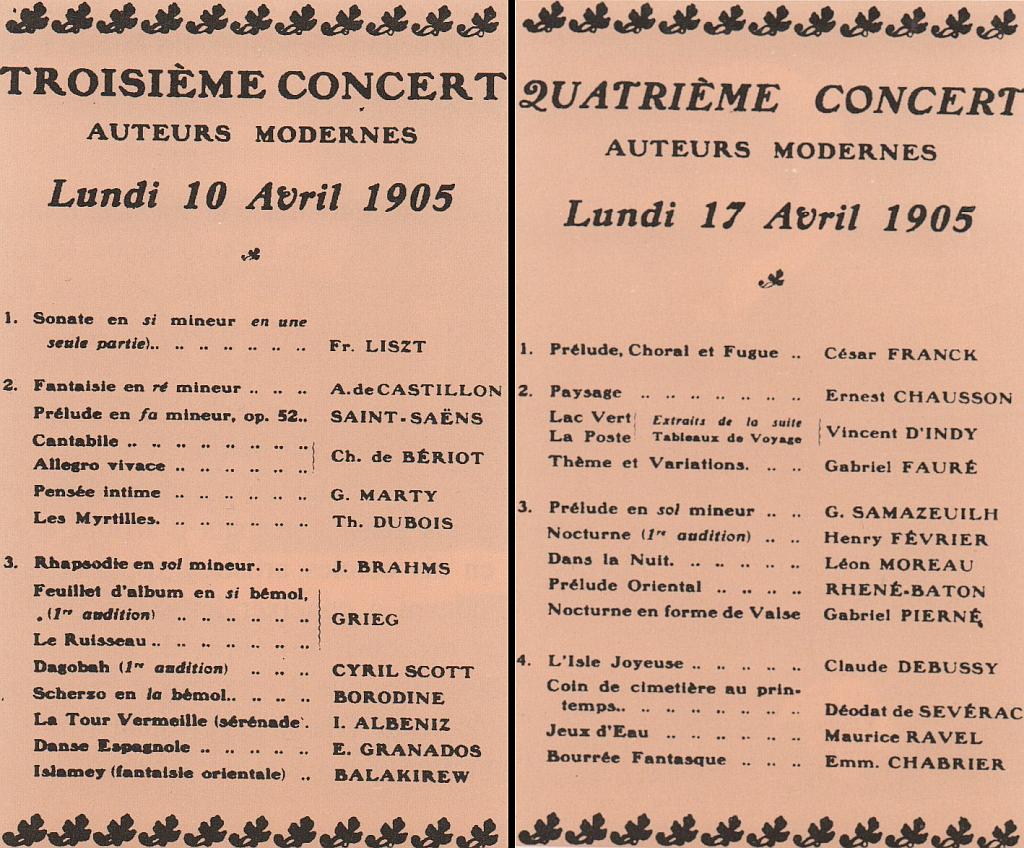 TROISIÈME CONCERT
AUTEURS MODERNES
Lundi 10 Avril 1905
1. Sonate en si mineur en une
seule partie).. .. .. .. .. .. .. Fr. LISZT
2. Fantaisie en ré mineur .. .. .. A. de CASTILLON
Prélude en fa mineur, op. 52.. SAINT-SAËNS
Cantabile .. .. .. .. .. .. ..
Allegro vivace .. .. .. .. .. Ch. de BÉRIOT
Pensée intime .. .. .. .. .. G. MARTY
Les Myrtilles. .. .. .. .. .. Th. DUBOIS
3. Rhapsodie en sol mineur. .. .. J. BRAHMS
Feuillet d'album en si bémol,
(1re audition) .. .. .. .. .. GRIEG
Le Ruisseau .. .. .. .. .. ..
Dagobah (1re audition) .. .. .. CYRIL SCOTT
Scherzo en la bémol.. .. .. .. BORODINE
La Tour Vermeille (sérénade). I. ALBENIZ
Danse Espagnole .. .. .. .. .. E. GRANADOS
Islamey (fantaisie orientale) .. BALAKIREW
QUATRIÈME CONCERT
AUTEURS MODERNES
Lundi 17 Avril 1905
1. Prélude, Choral et Fugue .. César FRANCK
2. Paysage .. .. .. .. .. .. .. Ernest CHAUSSON
Lac Vert Extraits de la suite
La Poste Tableaux de Voyage Vincent D'INDY
Thème et Variations. .. .. Gabriel FAURÉ
3. Prélude en sol mineur .. .. G. SAMAZEUILH
Nocturne (1re audition) .. .. Henry FÉVRIER
Dans la Nuit. .. .. .. .. .. Léon MOREAU
Prélude Oriental .. .. .. .. RHENÉ-BATON
Nocturne en forme de Valse Gabriel PIERNÉ
4. L'Isle Joyeuse .. .. .. .. .. Claude DEBUSSY
Coin de cimetière au prin-
temps.. .. .. .. .. .. .. Déodat de SEVÉRAC
Jeux d'Eau .. .. .. .. .. .. Maurice RAVEL
Bourrée Fantasque .. .. .. Emm. CHABRIER